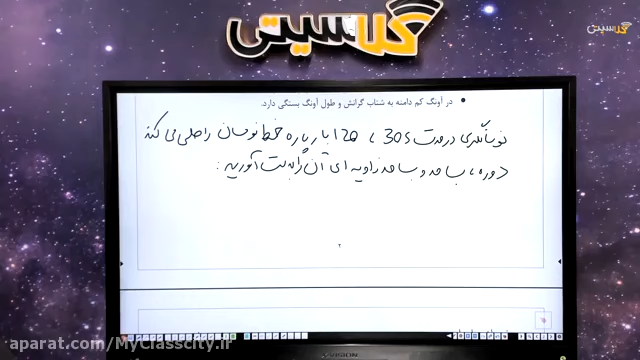 کلاسیتی
کلاسیتی
در آونگ کم دامنه به شتاب گرانش و طول آونگ بستگی دارد.
نوسانگری در مدت 30s ، 120 بار پاره خط نوسان را طی می کند
دوره ، بسامد و بسامد زاویه ای آن را بدست آورید :
۲
X.VISION
aparat.com/MyClasscity.ir